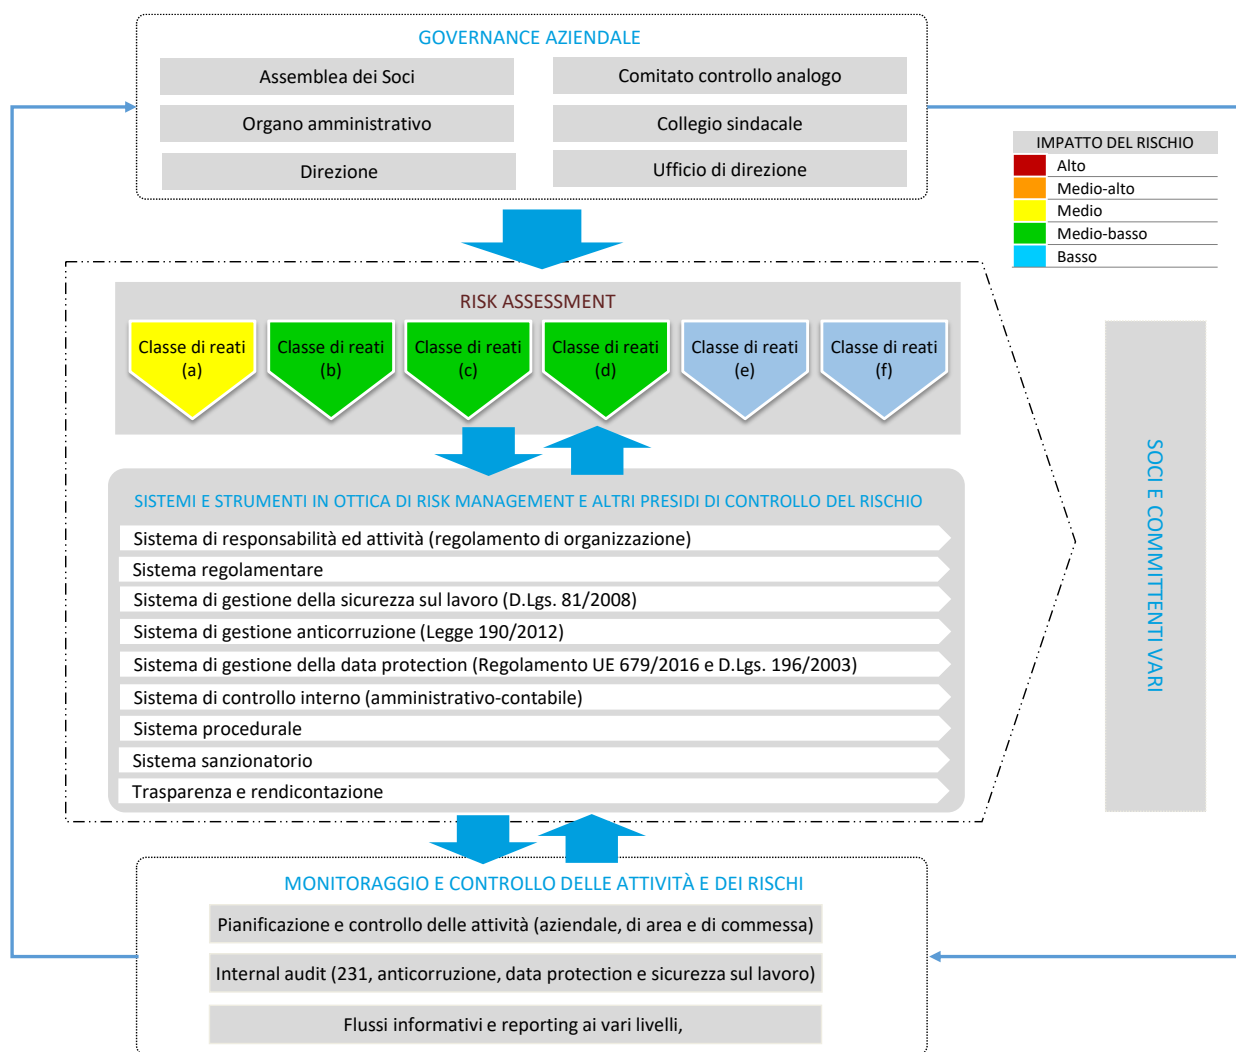 GOVERNANCE AZIENDALE
Assemblea dei Soci
Comitato controllo analogo
Organo amministrativo
Collegio sindacale
Direzione
Ufficio di direzione
IMPATTO DEL RISCHIO
Alto
Medio-alto
Medio
Medio-basso
Basso
RISK ASSESSMENT
Classe di reati
(a)
Classe di reati
(b)
Classe di reati
(c)
Classe di reati
(d)
Classe di reati
(e)
Classe di reati
(f)
SISTEMI E STRUMENTI IN OTTICA DI RISK MANAGEMENT E ALTRI PRESIDI DI CONTROLLO DEL RISCHIO
Sistema di responsabilità ed attività (regolamento di organizzazione)
Sistema regolamentare
Sistema di gestione della sicurezza sul lavoro (D.Lgs. 81/2008)
Sistema di gestione anticorruzione (Legge 190/2012)
Sistema di gestione della data protection (Regolamento UE 679/2016 e D.Lgs. 196/2003)
Sistema di controllo interno (amministrativo-contabile)
Sistema procedurale
Sistema sanzionatorio
Trasparenza e rendicontazione
SOCI E COMMITTENTI VARI
MONITORAGGIO E CONTROLLO DELLE ATTIVITÀ E DEI RISCHI
Pianificazione e controllo delle attività (aziendale, di area e di commessa)
Internal audit (231, anticorruzione, data protection e sicurezza sul lavoro)
Flussi informativi e reporting ai vari livelli,